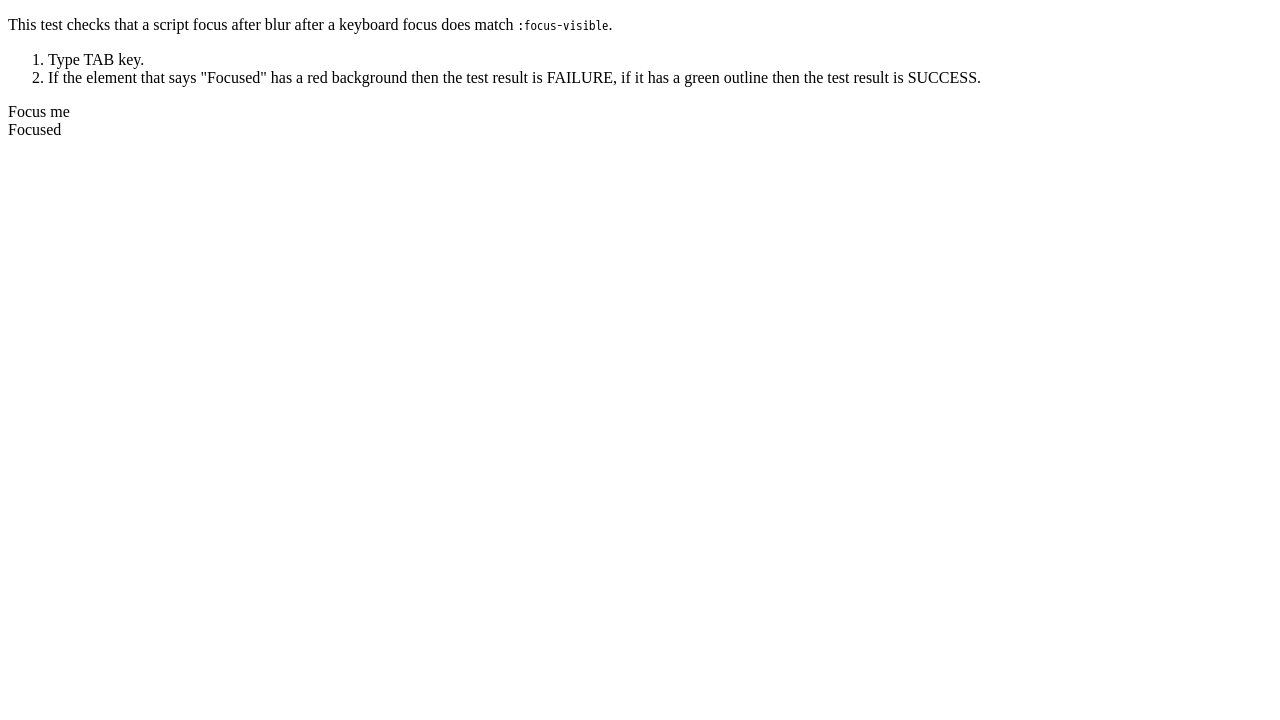 This test checks that a script focus after blur after a keyboard focus does match :focus-visible.
1. Type TAB key.
2. If the element that says "Focused" has a red background then the test result is FAILURE, if it has a green outline then the test result is SUCCESS.
Focus me
Focused